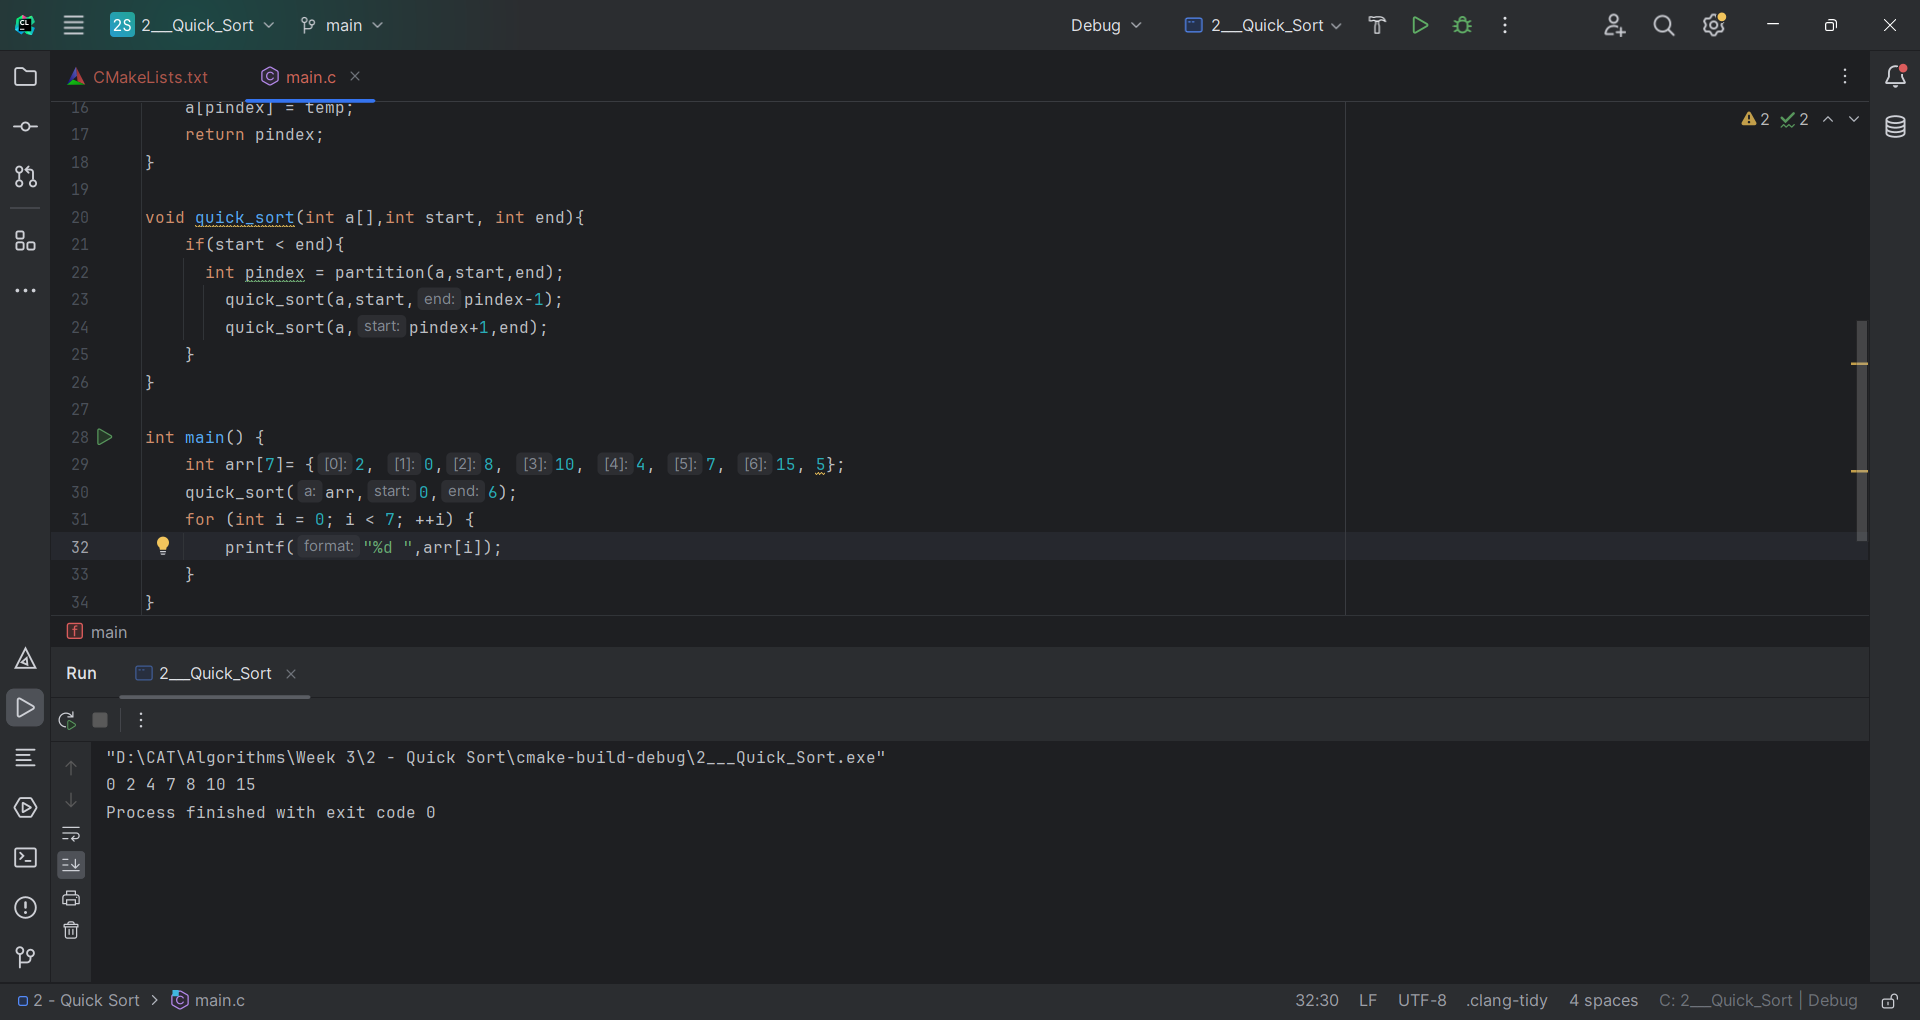 2S 2___Quick_Sort main Debug 2___Quick_Sort
CMakeLists.txt main.c
2 2
16 a[pindex] = temp;
17 return pindex;
18 }
19
20 void quick_sort(int a[],int start, int end){
21 if(start < end){
22 int pindex = partition(a,start,end);
23 quick_sort(a,start, end: pindex-1);
24 quick_sort(a, start: pindex+1,end);
25 }
26 }
27
28 int main() {
29 int arr[7]= { [0]: 2, [1]: 0, [2]: 8, [3]: 10, [4]: 4, [5]: 7, [6]: 15, 5};
30 quick_sort( a: arr, start: 0, end: 6);
31 for (int i = 0; i < 7; ++i) {
32 printf( format: "%d ",arr[i]);
33 }
34 }
f main
Run 2___Quick_Sort
"D:\CAT\Algorithms\Week 3\2 - Quick Sort\cmake-build-debug\2___Quick_Sort.exe"
0 2 4 7 8 10 15
Process finished with exit code 0
2 - Quick Sort > main.c 32:30 LF UTF-8 .clang-tidy 4 spaces C: 2___Quick_Sort | Debug